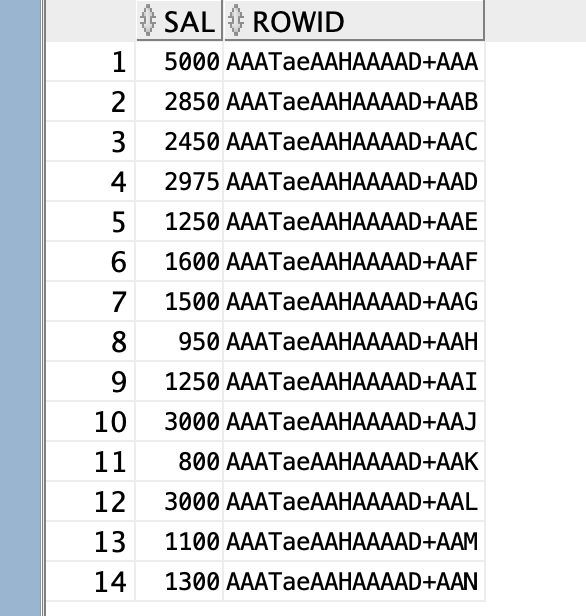 SAL ROWID
1 5000 AAATaeAAHAAAAD+AAA
2 2850 AAATaeAAHAAAAD+AAB
3 2450 AAATaeAAHAAAAD+AAC
4 2975 AAATaeAAHAAAAD+AAD
5 1250 AAATaeAAHAAAAD+AAE
6 1600 AAATaeAAHAAAAD+AAF
7 1500 AAATaeAAHAAAAD+AAG
8 950 AAATaeAAHAAAAD+AAH
9 1250 AAATaeAAHAAAAD+AAI
10 3000 AAATaeAAHAAAAD+AAJ
11 800 AAATaeAAHAAAAD+AAK
12 3000 AAATaeAAHAAAAD+AAL
13 1100 AAATaeAAHAAAAD+AAM
14 1300 AAATaeAAHAAAAD+AAN